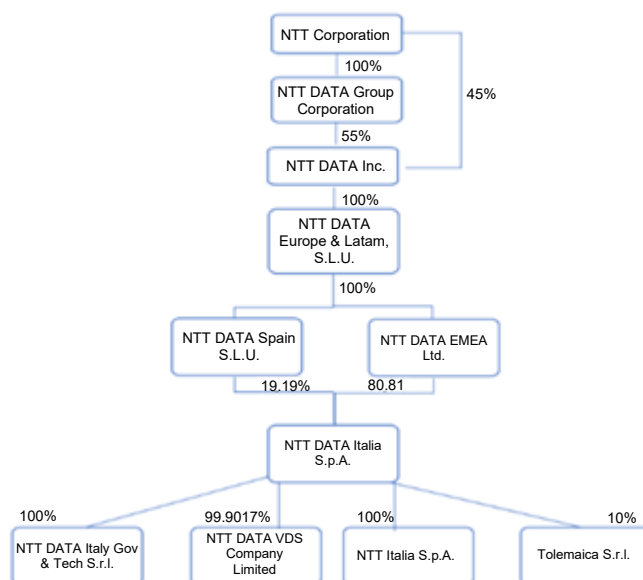 NTT Corporation
100%
NTT DATA Group
Corporation
45%
55%
NTT DATA Inc.
100%
NTT DATA
Europe & Latam,
S.L.U.
100%
NTT DATA Spain
S.L.U.
NTT DATA EMEA
Ltd.
19.19%
80.81
NTT DATA Italia
S.p.A.
100%
99.9017%
100%
10%
NTT DATA Italy Gov
& Tech S.r.l.
NTT DATA VDS
Company
Limited
NTT Italia S.p.A.
Tolemaica S.r.l.